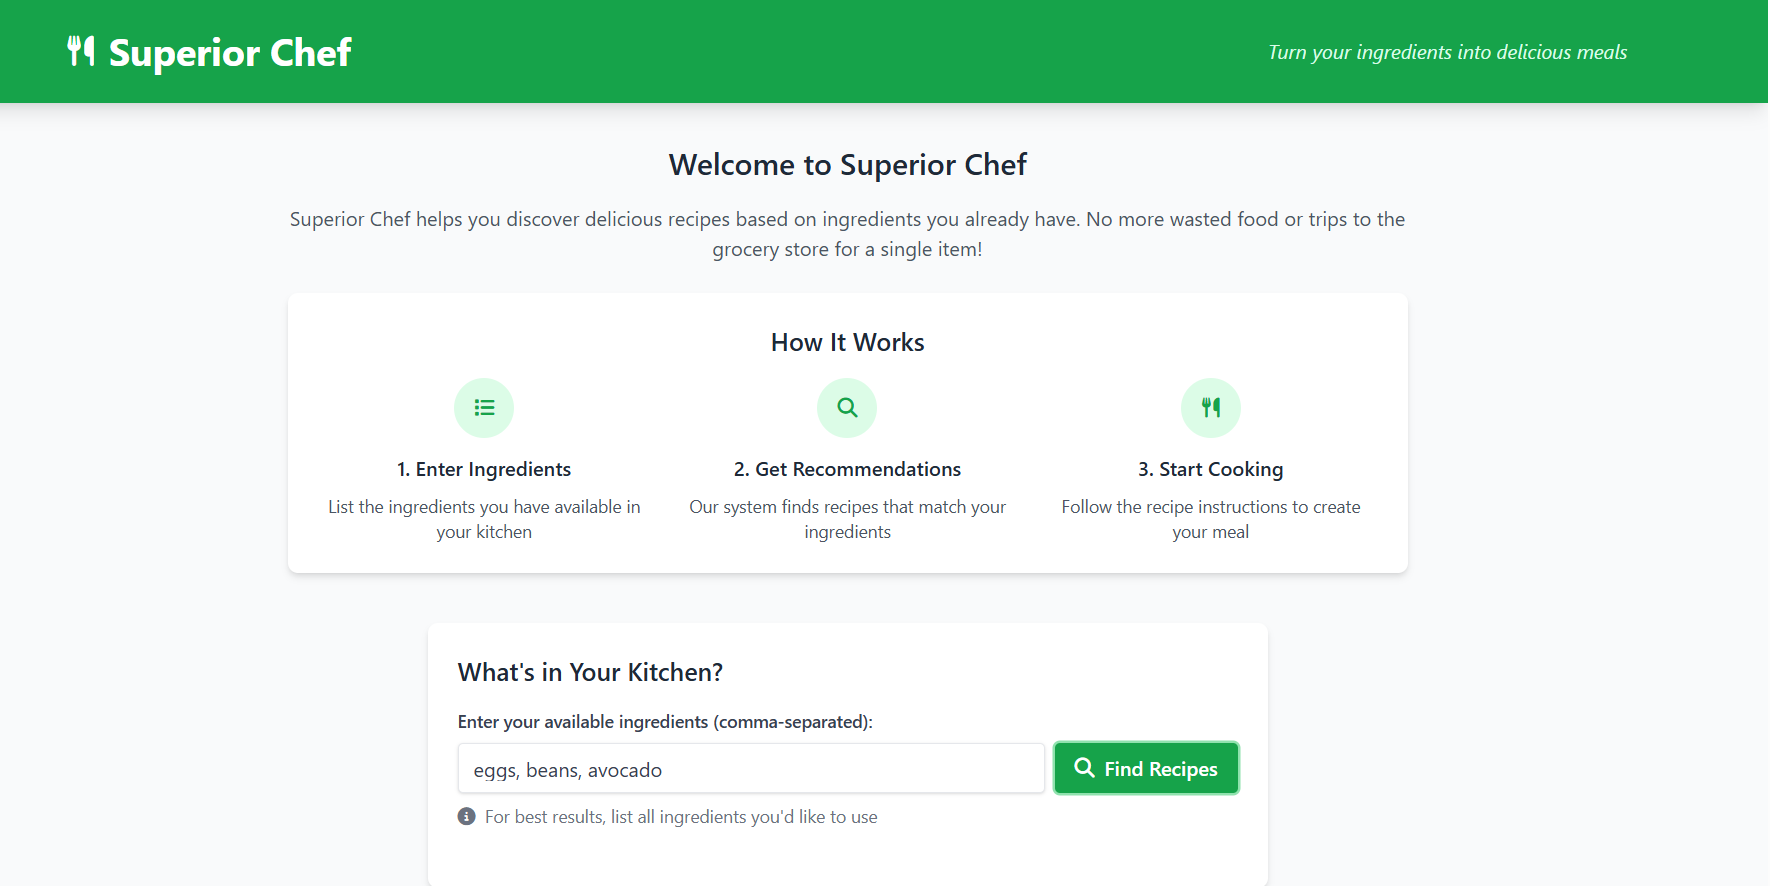 Superior Chef
Turn your ingredients into delicious meals
Welcome to Superior Chef
Superior Chef helps you discover delicious recipes based on ingredients you already have. No more wasted food or trips to the
grocery store for a single item!
How It Works
1. Enter Ingredients
List the ingredients you have available in
your kitchen
2. Get Recommendations
Our system finds recipes that match your
ingredients
3. Start Cooking
Follow the recipe instructions to create
your meal
What's in Your Kitchen?
Enter your available ingredients (comma-separated):
eggs, beans, avocado
Find Recipes
For best results, list all ingredients you'd like to use